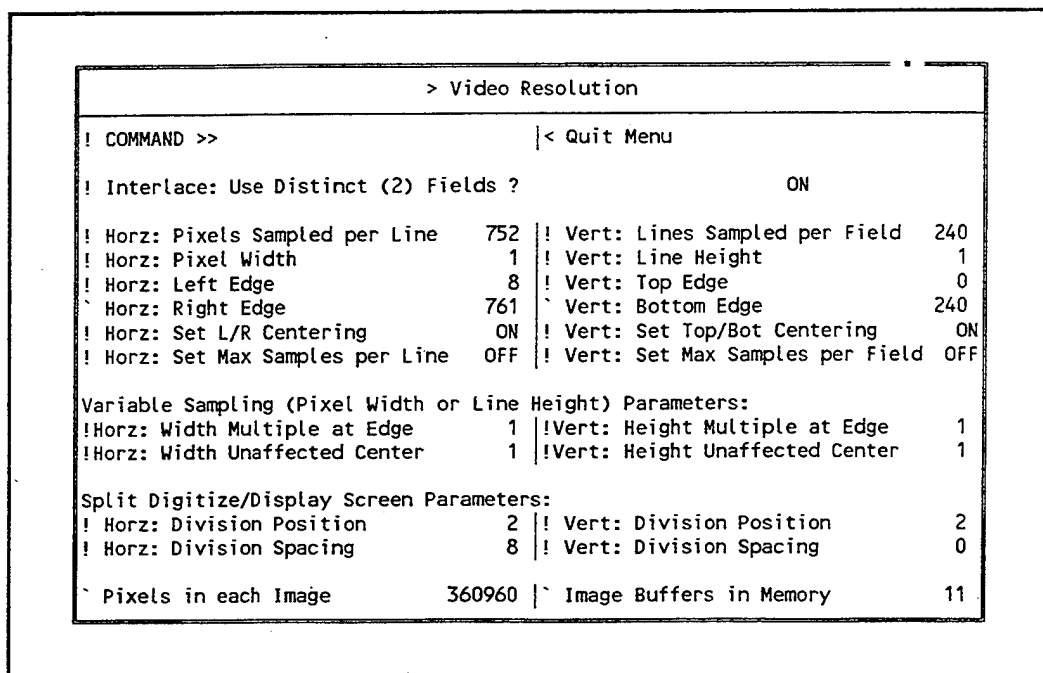 > Video Resolution
! COMMAND >> |< Quit Menu
! Interlace: Use Distinct (2) Fields ? ON
! Horz: Pixels Sampled per Line 752 |! Vert: Lines Sampled per Field 240
! Horz: Pixel Width 1 |! Vert: Line Height 1
! Horz: Left Edge 8 |! Vert: Top Edge 0
` Horz: Right Edge 761 |` Vert: Bottom Edge 240
! Horz: Set L/R Centering ON |! Vert: Set Top/Bot Centering ON
! Horz: Set Max Samples per Line OFF |! Vert: Set Max Samples per Field OFF
Variable Sampling (Pixel Width or Line Height) Parameters:
!Horz: Width Multiple at Edge 1 |!Vert: Height Multiple at Edge 1
!Horz: Width Unaffected Center 1 |!Vert: Height Unaffected Center 1
Split Digitize/Display Screen Parameters:
! Horz: Division Position 2 |! Vert: Division Position 2
! Horz: Division Spacing 8 |! Vert: Division Spacing 0
` Pixels in each Image 360960 |` Image Buffers in Memory 11